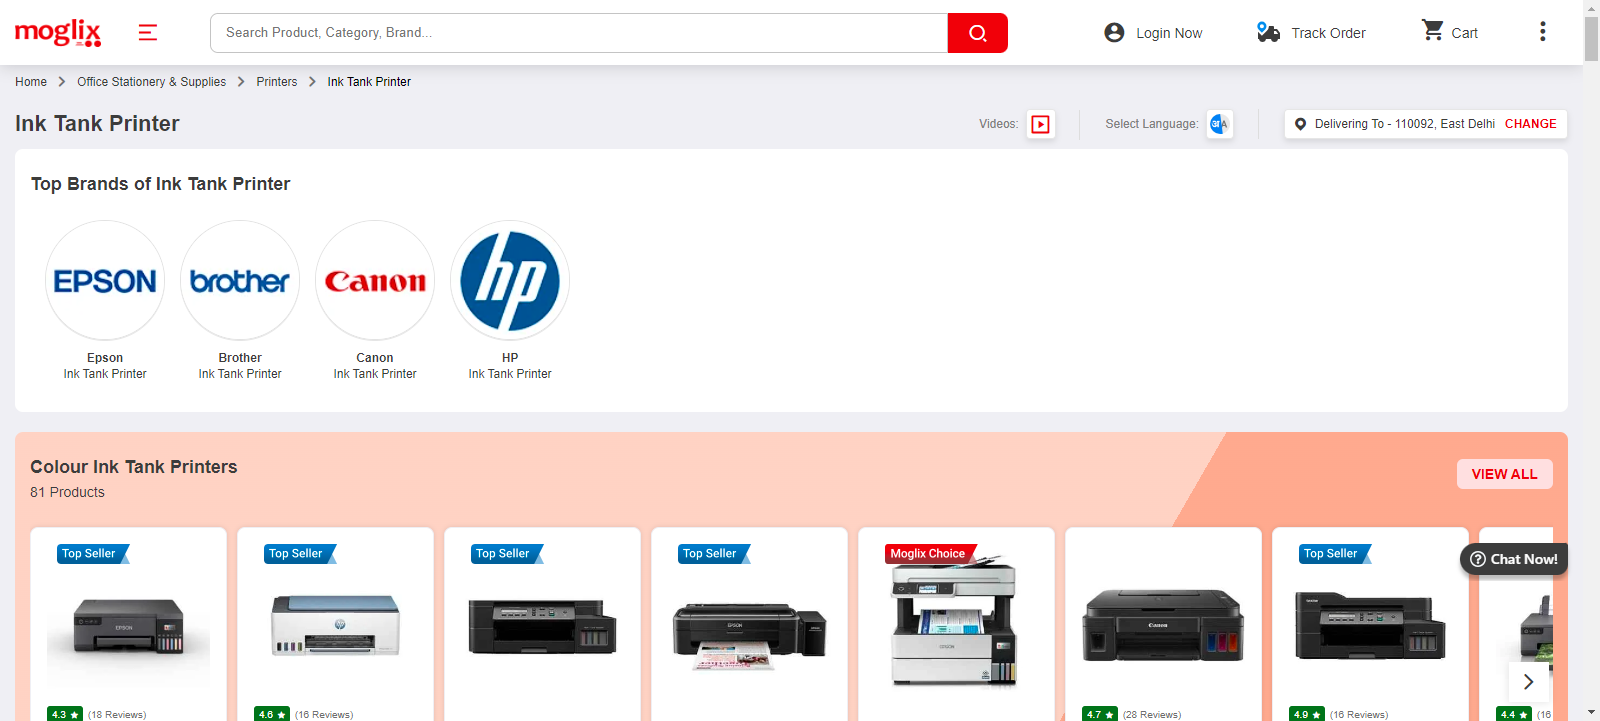 moglix
Search Product, Category, Brand...
Login Now
Track Order
Cart
Home > Office Stationery & Supplies > Printers > Ink Tank Printer
Ink Tank Printer
Videos:
Select Language:
Delivering To - 110092, East Delhi CHANGE
Top Brands of Ink Tank Printer
EPSON
brother
Canon
hp
Epson
Ink Tank Printer
Brother
Ink Tank Printer
Canon
Ink Tank Printer
HP
Ink Tank Printer
Colour Ink Tank Printers
81 Products
VIEW ALL
Top Seller
Top Seller
Top Seller
Top Seller
Moglix Choice
Top Seller
Chat Now!
EPSON
hp
EPSON
EPSON
Canon
4.3 ★ (18 Reviews)
4.6 ★ (16 Reviews)
4.7 ★ (28 Reviews)
4.9 ★ (16 Reviews)
4.4 ★ (16